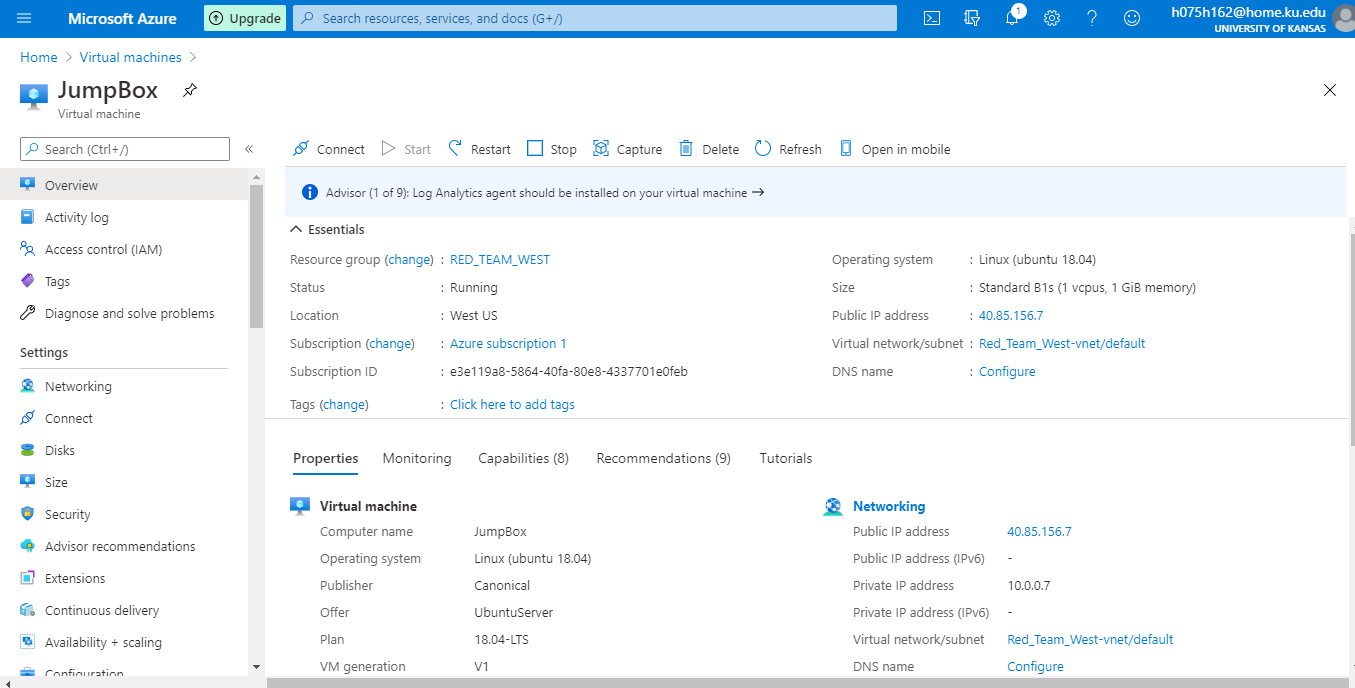 Microsoft Azure
Upgrade
Search resources, services, and docs (G+/)
1
h075h162@home.ku.edu
UNIVERSITY OF KANSAS
Home > Virtual machines >
JumpBox
Virtual machine
Search (Ctrl+/)
«
Overview
Activity log
Access control (IAM)
Tags
Diagnose and solve problems
Settings
Networking
Connect
Disks
Size
Security
Advisor recommendations
Extensions
Continuous delivery
Availability + scaling
Configuration
Connect Start Restart Stop Capture Delete Refresh Open in mobile
Advisor (1 of 9): Log Analytics agent should be installed on your virtual machine →
Essentials
Resource group (change) : RED_TEAM_WEST
Status : Running
Location : West US
Subscription (change) : Azure subscription 1
Subscription ID : e3e119a8-5864-40fa-80e8-4337701e0feb
Tags (change) : Click here to add tags
Operating system : Linux (ubuntu 18.04)
Size : Standard B1s (1 vcpus, 1 GiB memory)
Public IP address : 40.85.156.7
Virtual network/subnet : Red_Team_West-vnet/default
DNS name : Configure
Properties Monitoring Capabilities (8) Recommendations (9) Tutorials
Virtual machine
Computer name JumpBox
Operating system Linux (ubuntu 18.04)
Publisher Canonical
Offer UbuntuServer
Plan 18.04-LTS
VM generation V1
Networking
Public IP address 40.85.156.7
Public IP address (IPv6) -
Private IP address 10.0.0.7
Private IP address (IPv6) -
Virtual network/subnet Red_Team_West-vnet/default
DNS name Configure